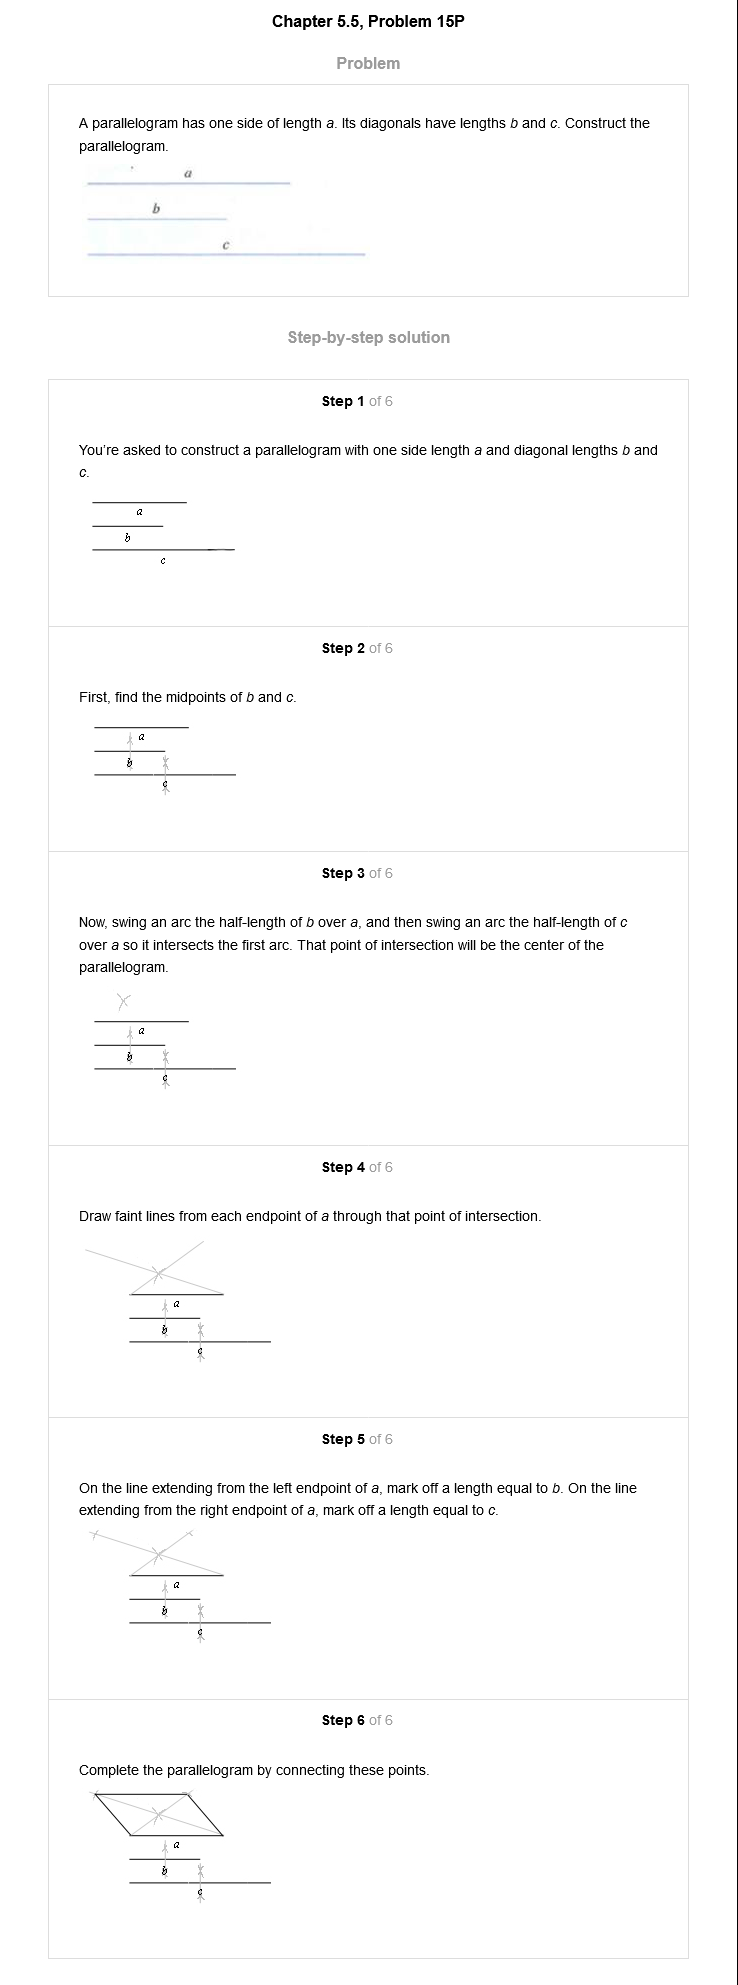 Chapter 5.5, Problem 15P
Problem
A parallelogram has one side of length a. Its diagonals have lengths b and c. Construct the
parallelogram.
a
b
c
Step-by-step solution
Step 1 of 6
You're asked to construct a parallelogram with one side length a and diagonal lengths b and
c.
a
b
c
Step 2 of 6
First, find the midpoints of b and c.
a
b
c
Step 3 of 6
Now, swing an arc the half-length of b over a, and then swing an arc the half-length of c
over a so it intersects the first arc. That point of intersection will be the center of the
parallelogram.
a
b
c
Step 4 of 6
Draw faint lines from each endpoint of a through that point of intersection.
a
b
c
Step 5 of 6
On the line extending from the left endpoint of a, mark off a length equal to b. On the line
extending from the right endpoint of a, mark off a length equal to c.
a
b
c
Step 6 of 6
Complete the parallelogram by connecting these points.
a
b
c